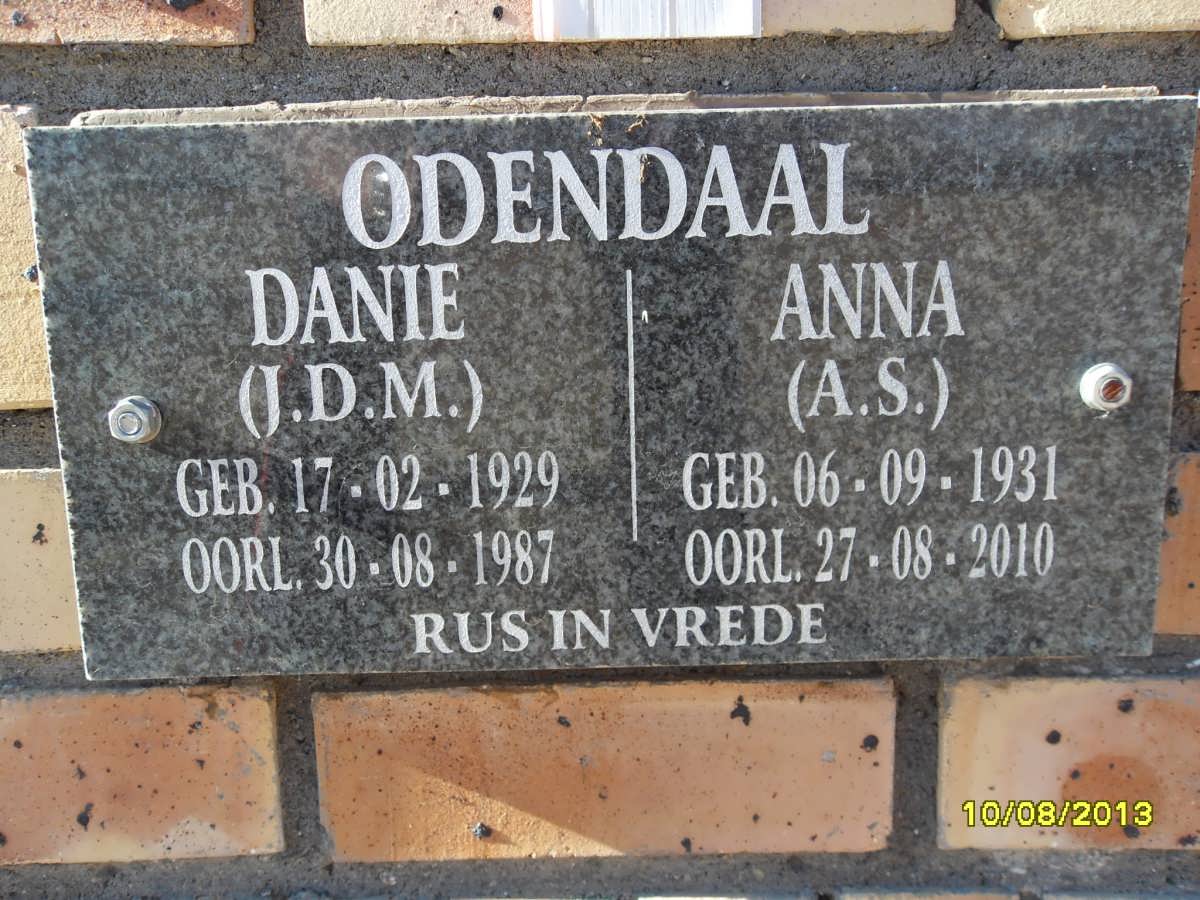 ODENDAAL
DANIE
(J.D.M.)
GEB. 17-02-1929
OORL. 30-08-1987
ANNA
(A.S.)
GEB. 06-09-1931
OORL. 27-08-2010
RUS IN VREDE
10/08/2013